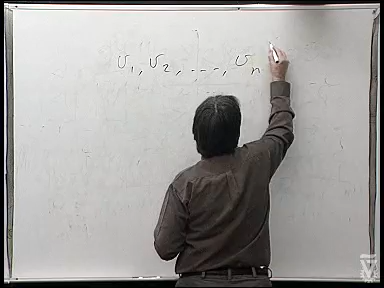 v₁, v₂, ..., vₙ